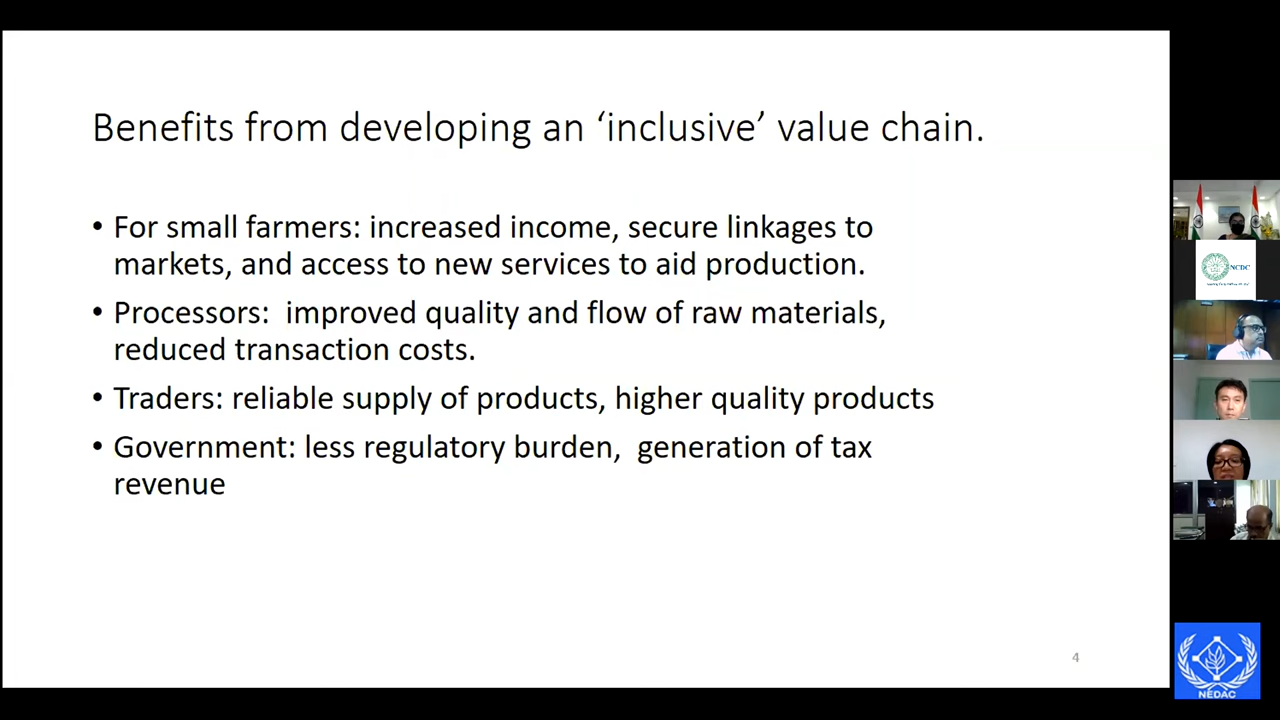 Benefits from developing an ‘inclusive’ value chain.
• For small farmers: increased income, secure linkages to
markets, and access to new services to aid production.
• Processors:  improved quality and flow of raw materials,
reduced transaction costs.
• Traders: reliable supply of products, higher quality products
• Government: less regulatory burden,  generation of tax
revenue
4
NCDC
NEDAC